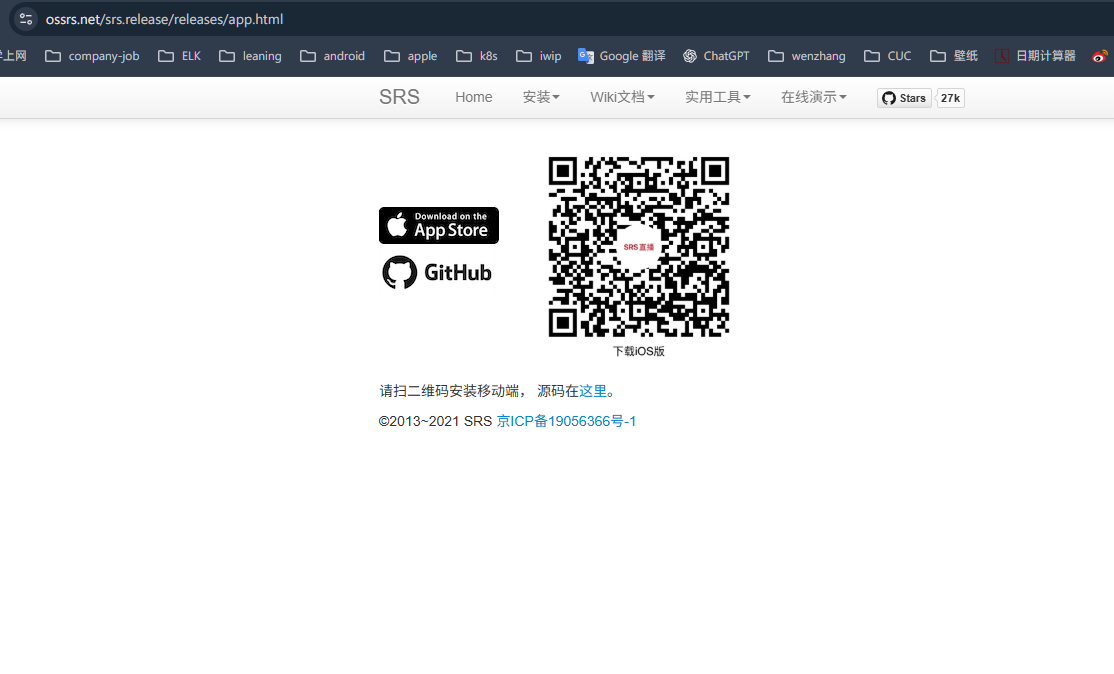 ossrs.net/srs.release/releases/app.html
学上网 company-job ELK leaning android apple k8s iwip Google 翻译 ChatGPT wenzhang CUC 壁纸 日期计算器
SRS Home 安装 Wiki文档 实用工具 在线演示 Stars 27k
Download on the
App Store
GitHub
SRS直播
下载iOS版
请扫二维码安装移动端， 源码在这里。
©2013~2021 SRS 京ICP备19056366号-1